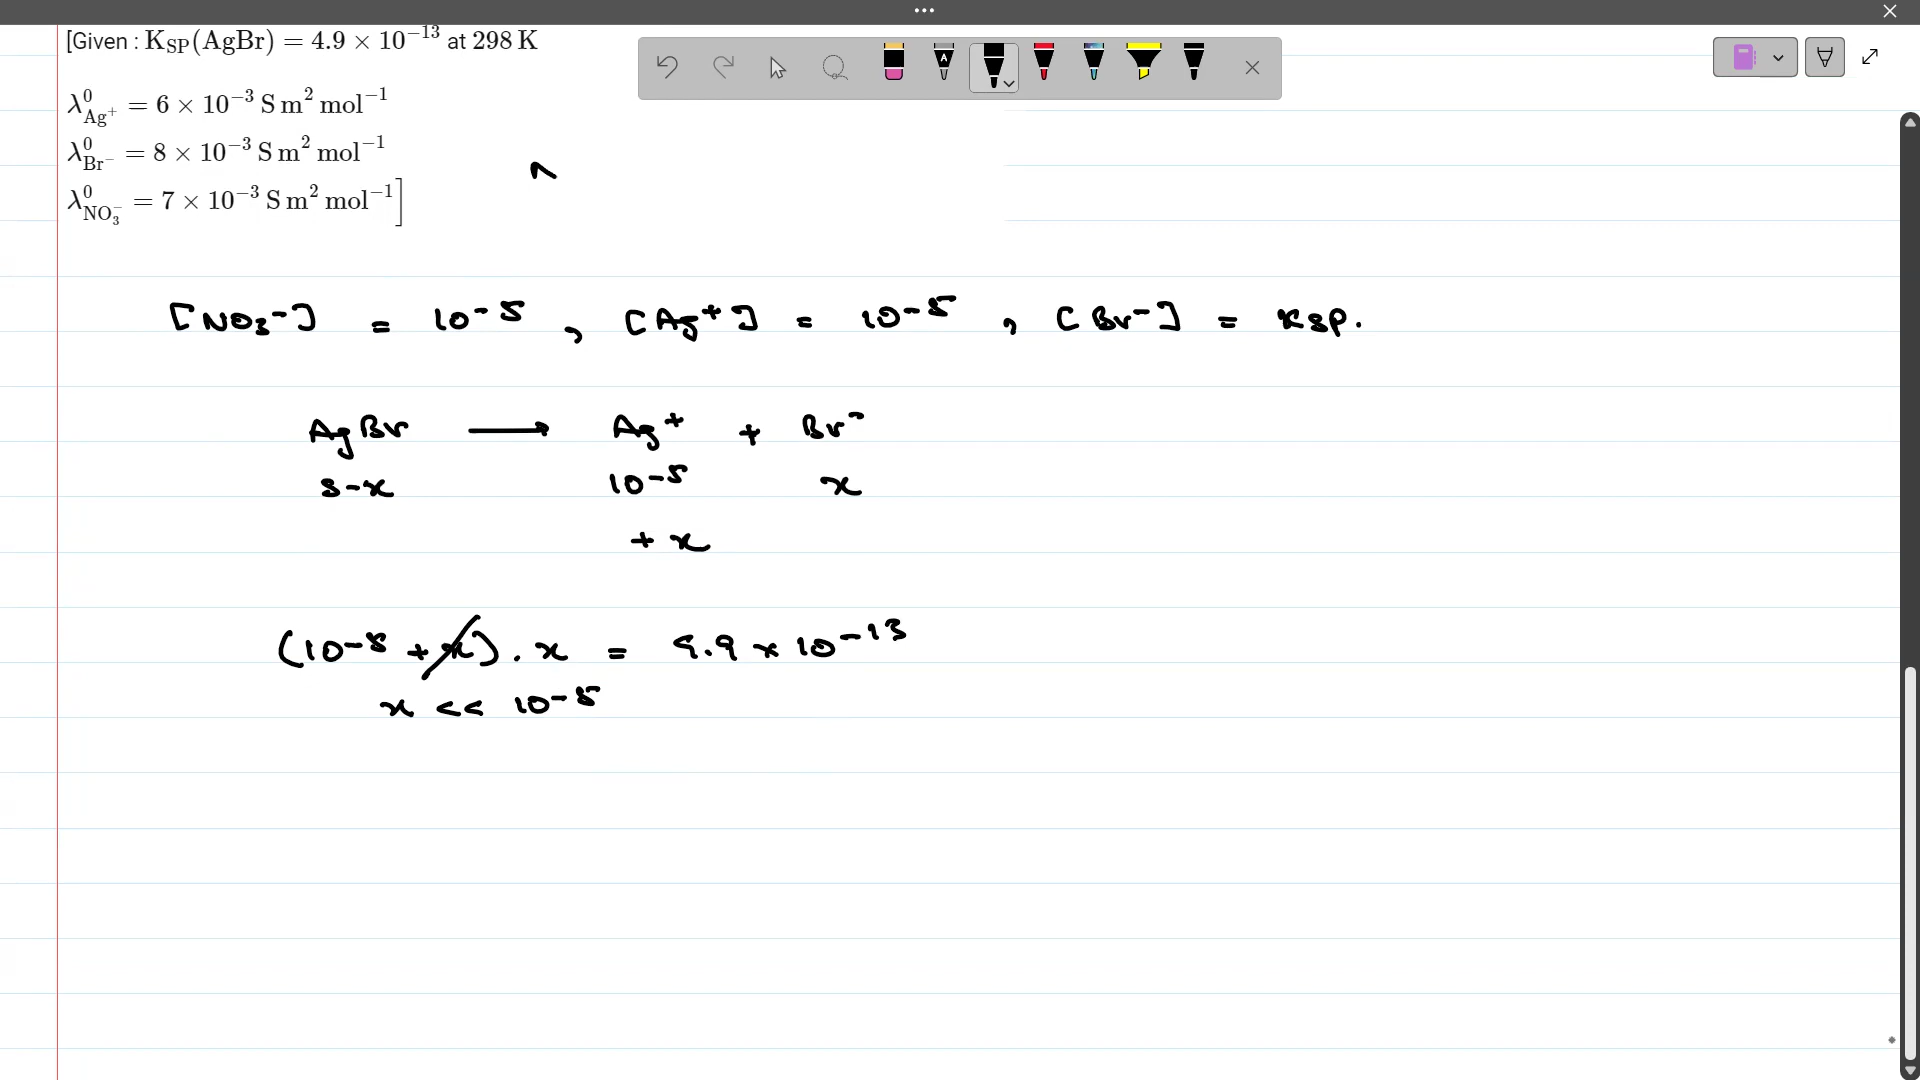 [Given : K_SP(AgBr) = 4.9 × 10^−13 at 298 K
λ^0_Ag+ = 6 × 10^−3 S m^2 mol^−1
λ^0_Br− = 8 × 10^−3 S m^2 mol^−1
λ^0_NO3− = 7 × 10^−3 S m^2 mol^−1]
[NO3−] = 10^−5 , [Ag+] = 10^−5 , [Br−] = Ksp.
AgBr ⟶ Ag+ + Br−
s−x 10^−5 x
+ x
(10^−5 + x) . x = 4.9 × 10^−13
x << 10^−5